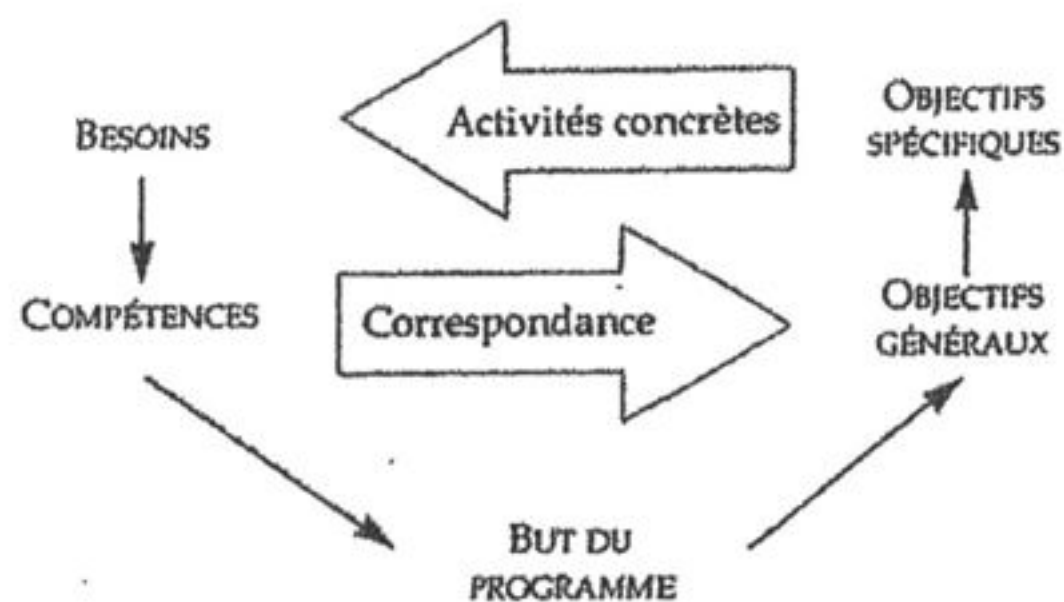 BESOINS
Activités concrètes
OBJECTIFS
SPÉCIFIQUES
COMPÉTENCES
Correspondance
OBJECTIFS
GÉNÉRAUX
BUT DU
PROGRAMME